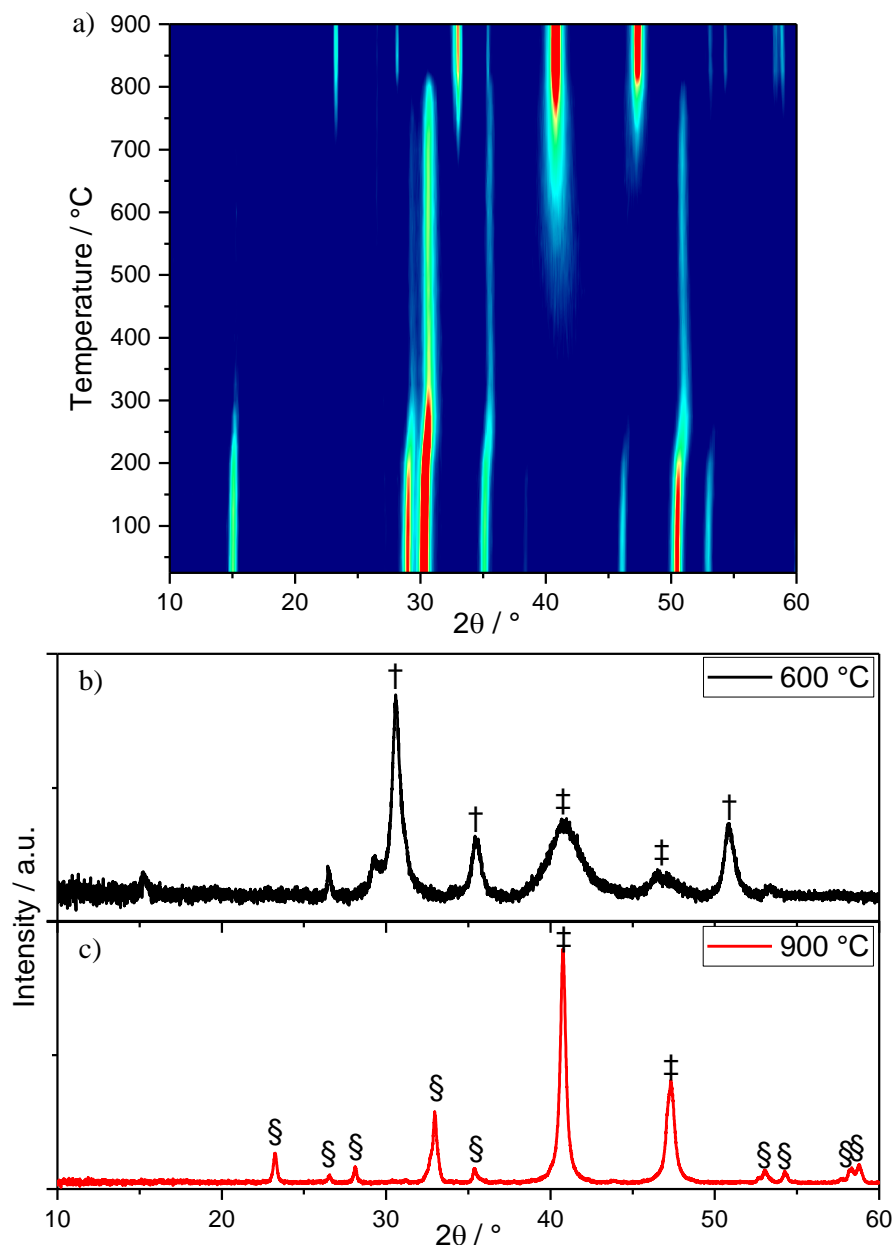 a)
900
800
700
600
500
400
300
200
100
Temperature / °C
10 20 30 40 50 60
2θ / °
b)
600 °C
† † ‡ ‡ †
c)
900 °C
§ § § § § ‡ ‡ § § § §
Intensity / a.u.
10 20 30 40 50 60
2θ / °